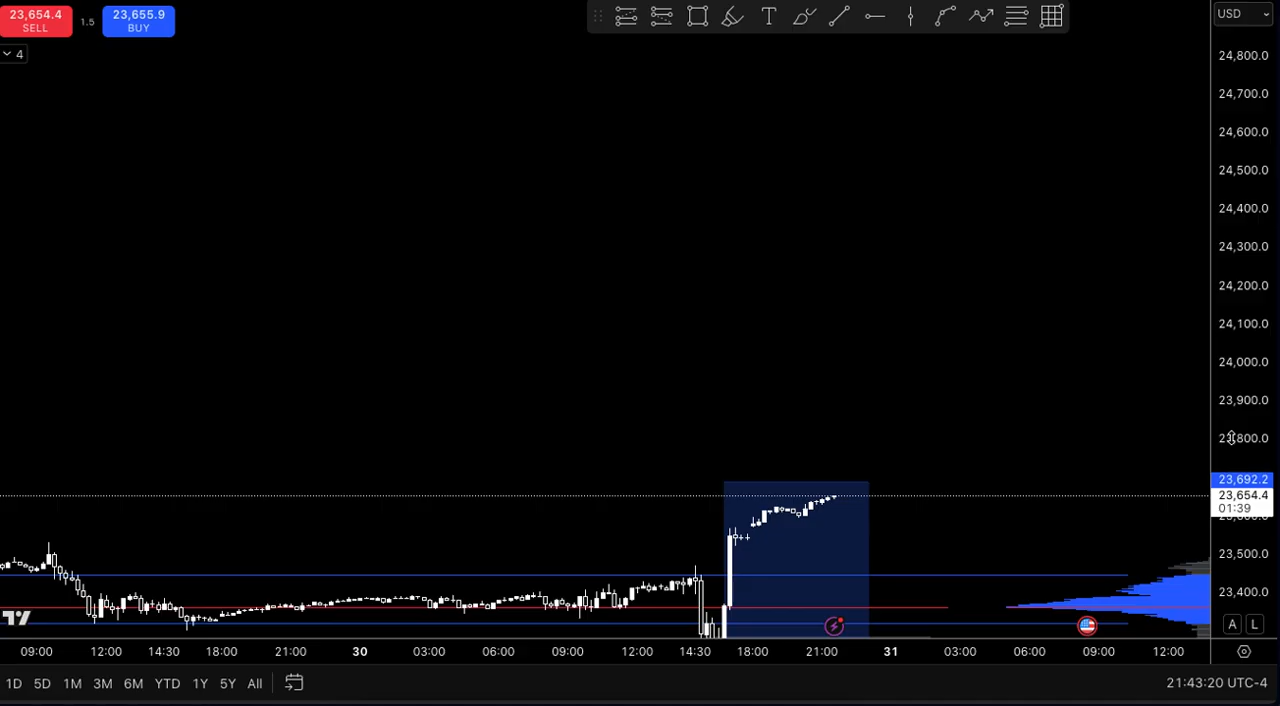 23,654.4
SELL
1.5
23,655.9
BUY
4
USD
24,800.0
24,700.0
24,600.0
24,500.0
24,400.0
24,300.0
24,200.0
24,100.0
24,000.0
23,900.0
23,800.0
23,692.2
23,654.4
01:39
23,500.0
23,400.0
A L
09:00 12:00 14:30 18:00 21:00 30 03:00 06:00 09:00 12:00 14:30 18:00 21:00 31 03:00 06:00 09:00 12:00
1D 5D 1M 3M 6M YTD 1Y 5Y All
21:43:20 UTC-4